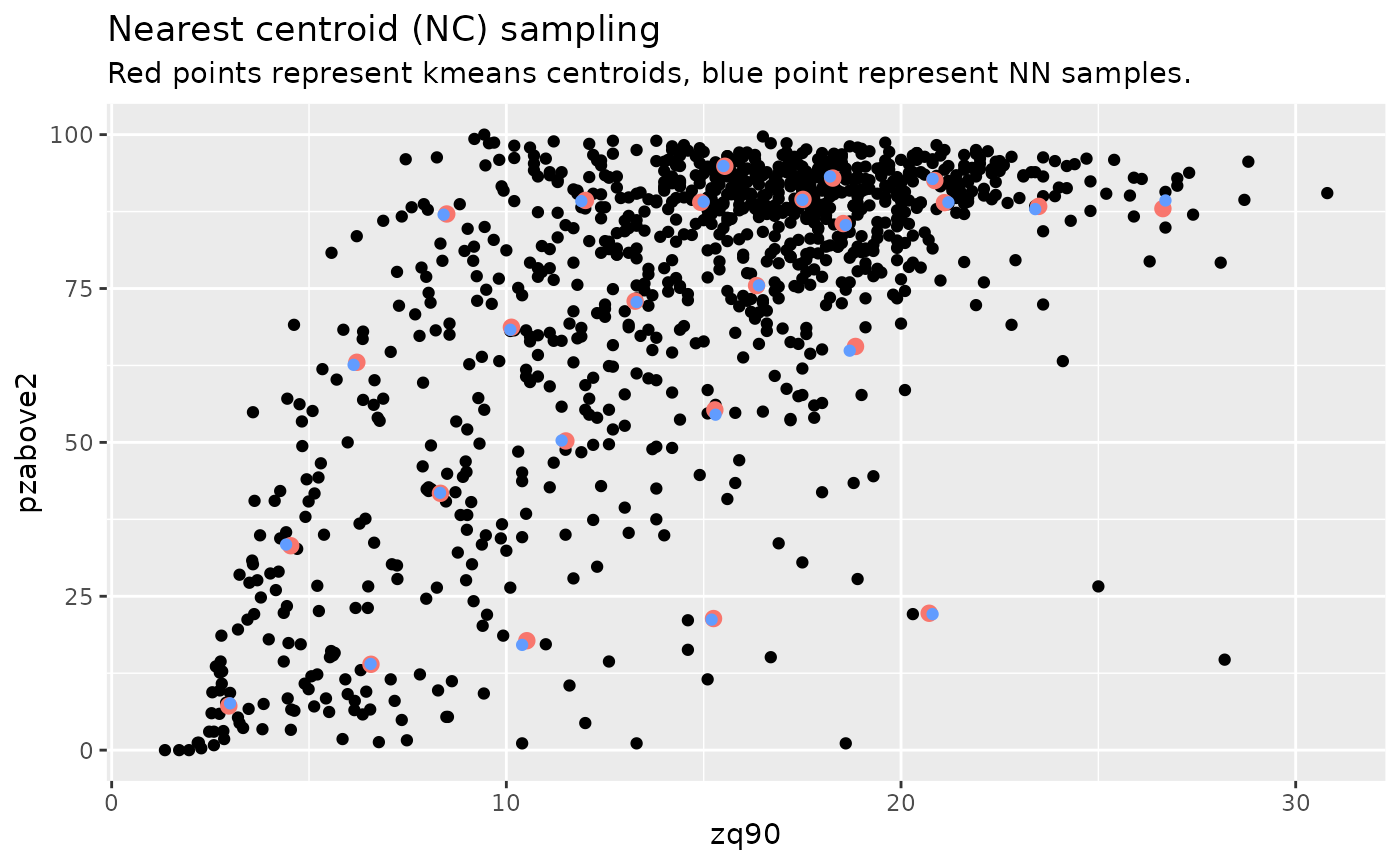 Nearest centroid (NC) sampling
Red points represent kmeans centroids, blue point represent NN samples.
100
75
50
25
0
pzabove2
0 10 20 30
zq90